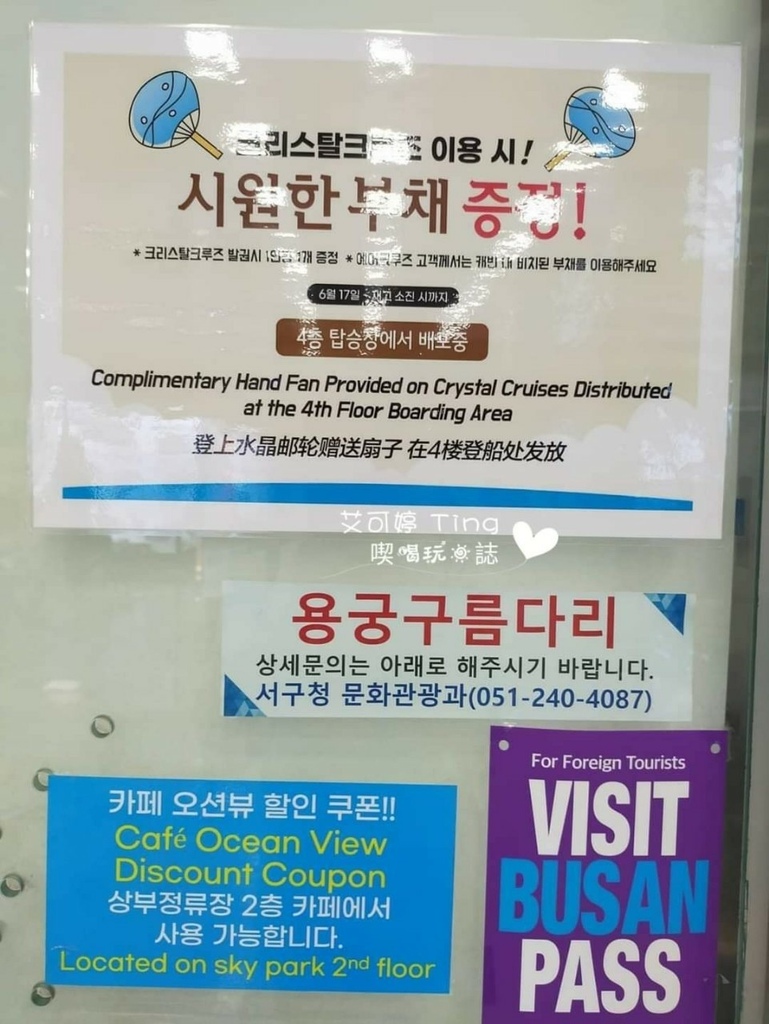 크리스탈크루즈 이용 시!
시원한 부채 증정!
* 크리스탈크루즈 발권시 1인당 1개 증정 * 에어크루즈 고객께서는 캐빈 내 비치된 부채를 이용해주세요
6월 17일 - 재고 소진 시까지
4층 탑승장에서 배포중
Complimentary Hand Fan Provided on Crystal Cruises Distributed
at the 4th Floor Boarding Area
登上水晶邮轮赠送扇子 在4楼登船处发放
艾可婷 Ting
喫喝玩 誌
용궁구름다리
상세문의는 아래로 해주시기 바랍니다.
서구청 문화관광과(051-240-4087)
카페 오션뷰 할인 쿠폰!!
Café Ocean View
Discount Coupon
상부정류장 2층 카페에서
사용 가능합니다.
Located on sky park 2nd floor
For Foreign Tourists
VISIT
BUSAN
PASS